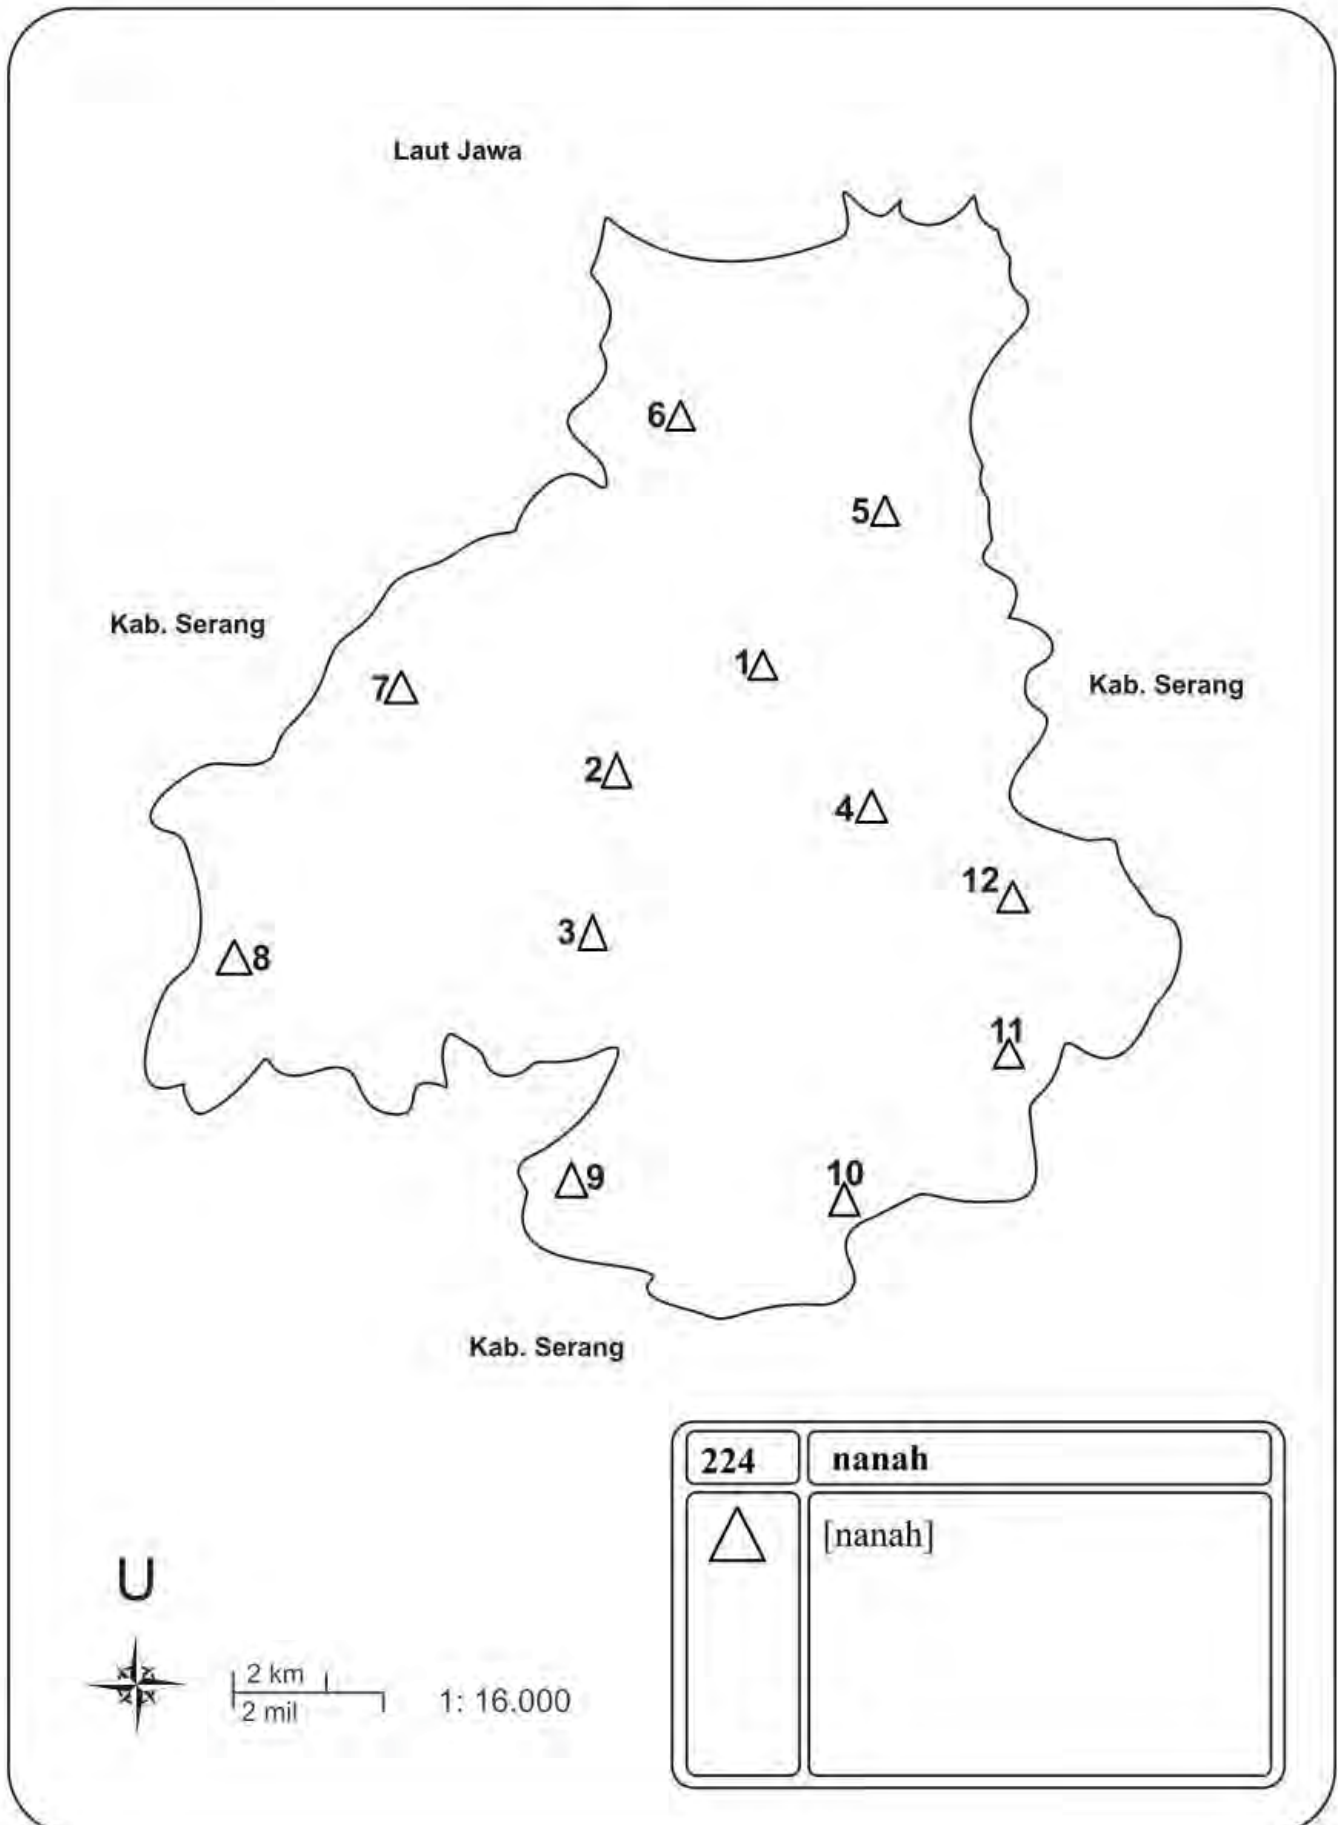 Laut Jawa
6
5
Kab. Serang
1
Kab. Serang
7
2
4
12
3
8
11
9
10
Kab. Serang
224 nanah
[nanah]
U
2 km
2 mil
1: 16.000